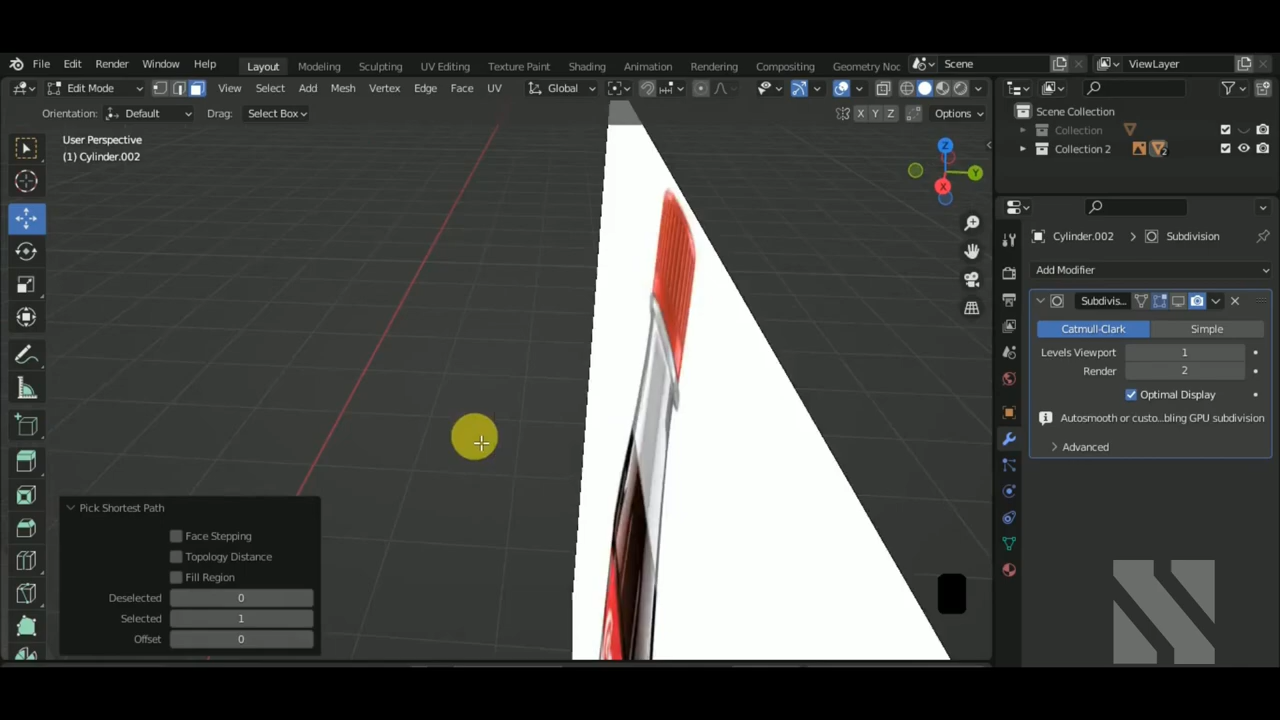 File Edit Render Window Help Layout Modeling Sculpting UV Editing Texture Paint Shading Animation Rendering Compositing Geometry Noc Scene ViewLayer
Edit Mode View Select Add Mesh Vertex Edge Face UV Global
Orientation: Default Drag: Select Box X Y Z Options
User Perspective
(1) Cylinder.002
Z
Y
X
Scene Collection
Collection
Collection 2 2
Cylinder.002 Subdivision
Add Modifier
Subdivis...
Catmull-Clark Simple
Levels Viewport 1
Render 2
Optimal Display
Autosmooth or custo...bling GPU subdivision
Advanced
Pick Shortest Path
Face Stepping
Topology Distance
Fill Region
Deselected 0
Selected 1
Offset 0